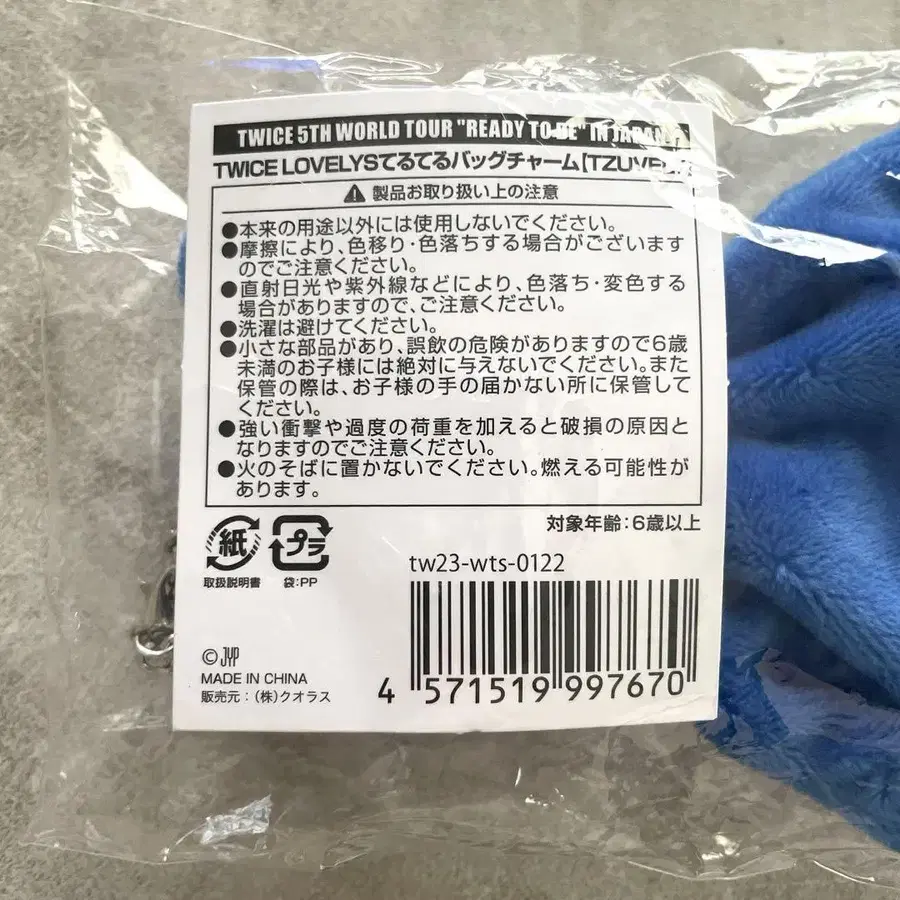 TWICE 5TH WORLD TOUR "READY TO BE" IN JAPAN
TWICE LOVELYSてるてるバッグチャーム【TZUVELY】
製品お取り扱い上の注意
●本来の用途以外には使用しないでください。
●摩擦により、色移り・色落ちする場合がございます
のでご注意ください。
●直射日光や紫外線などにより、色落ち・変色する
場合がありますので、ご注意ください。
●洗濯は避けてください。
●小さな部品があり、誤飲の危険がありますので6歳
未満のお子様には絶対に与えないでください。また
保管の際は、お子様の手の届かない所に保管して
ください。
●強い衝撃や過度の荷重を加えると破損の原因と
なりますのでご注意ください。
●火のそばに置かないでください。燃える可能性が
あります。
対象年齢：6歳以上
紙
取扱説明書
プラ
袋：PP
tw23-wts-0122
©JYP
MADE IN CHINA
販売元：(株)クオラス
4 571519 997670